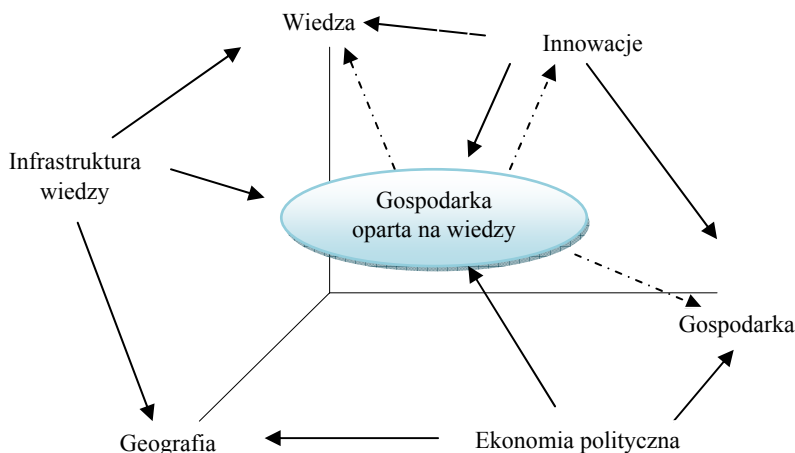 Wiedza
Innowacje
Infrastruktura
wiedzy
Gospodarka
oparta na wiedzy
Gospodarka
Geografia
Ekonomia polityczna